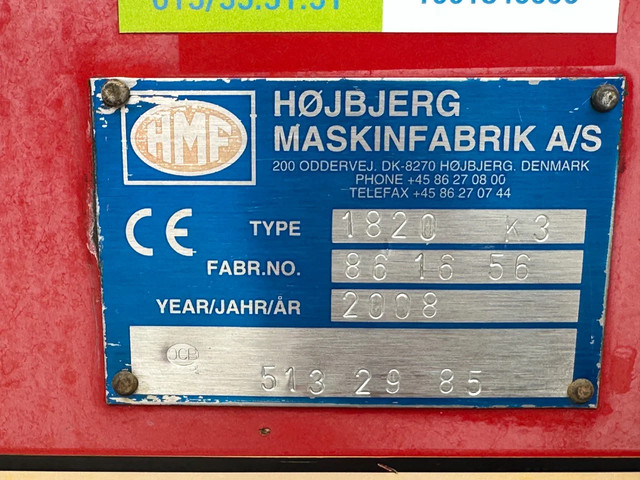 HMF
HØJBJERG
MASKINFABRIK A/S
200 ODDERVEJ. DK-8270 HØJBJERG. DENMARK
PHONE +45 86 27 08 00
TELEFAX +45 86 27 07 44
CE
TYPE 1820 K3
FABR.NO. 86 16 56
YEAR/JAHR/ÅR 2008
513 29 85